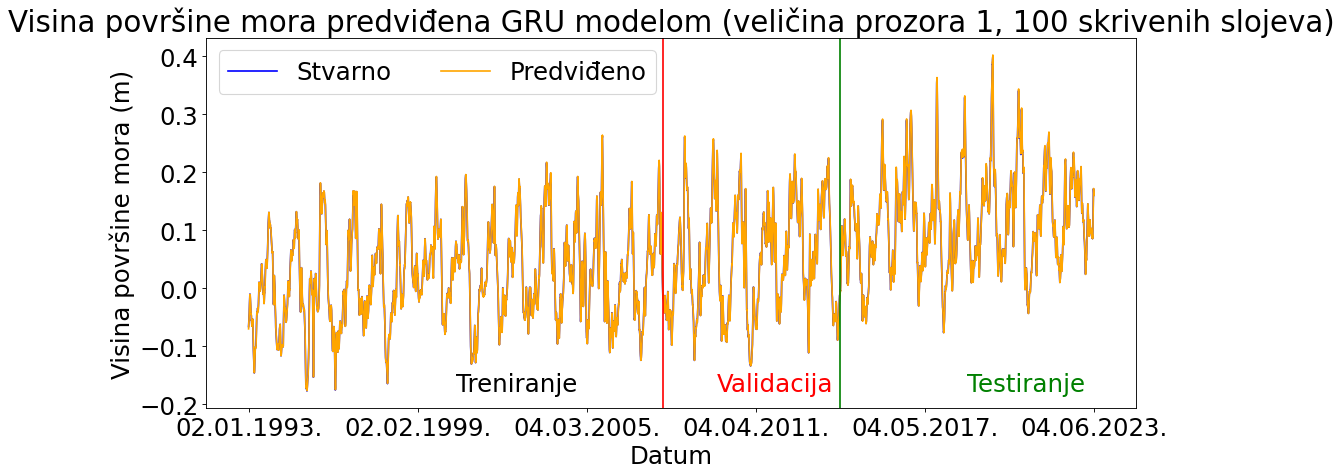 Visina površine mora predviđena GRU modelom (veličina prozora 1, 100 skrivenih slojeva)
Stvarno Predviđeno
Visina površine mora (m)
0.4
0.3
0.2
0.1
0.0
−0.1
−0.2
Treniranje Validacija Testiranje
02.01.1993. 02.02.1999. 04.03.2005. 04.04.2011. 04.05.2017. 04.06.2023.
Datum